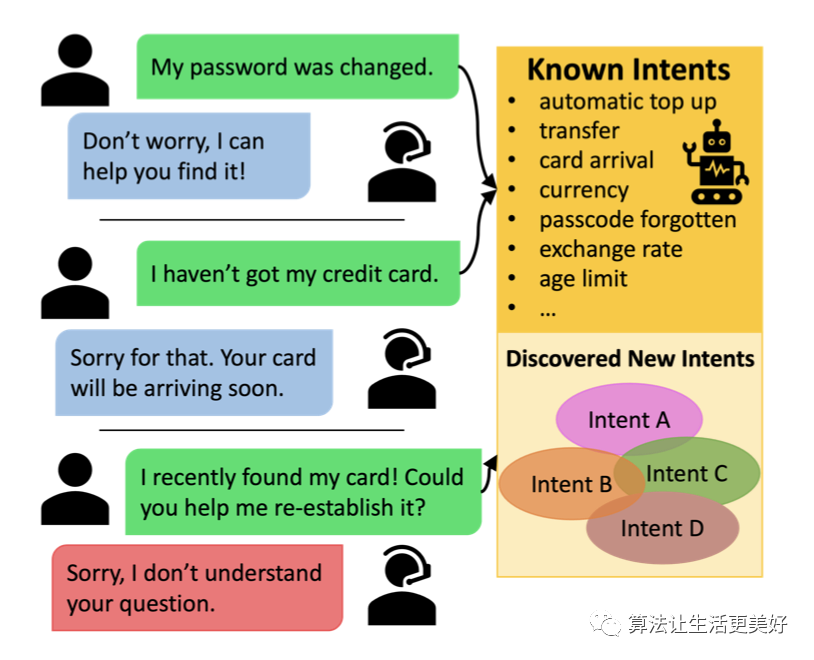 My password was changed.
Don’t worry, I can
help you find it!
I haven’t got my credit card.
Sorry for that. Your card
will be arriving soon.
I recently found my card! Could
you help me re-establish it?
Sorry, I don’t understand
your question.
Known Intents
• automatic top up
• transfer
• card arrival
• currency
• passcode forgotten
• exchange rate
• age limit
• ...
Discovered New Intents
Intent A
Intent B
Intent C
Intent D
算法让生活更美好